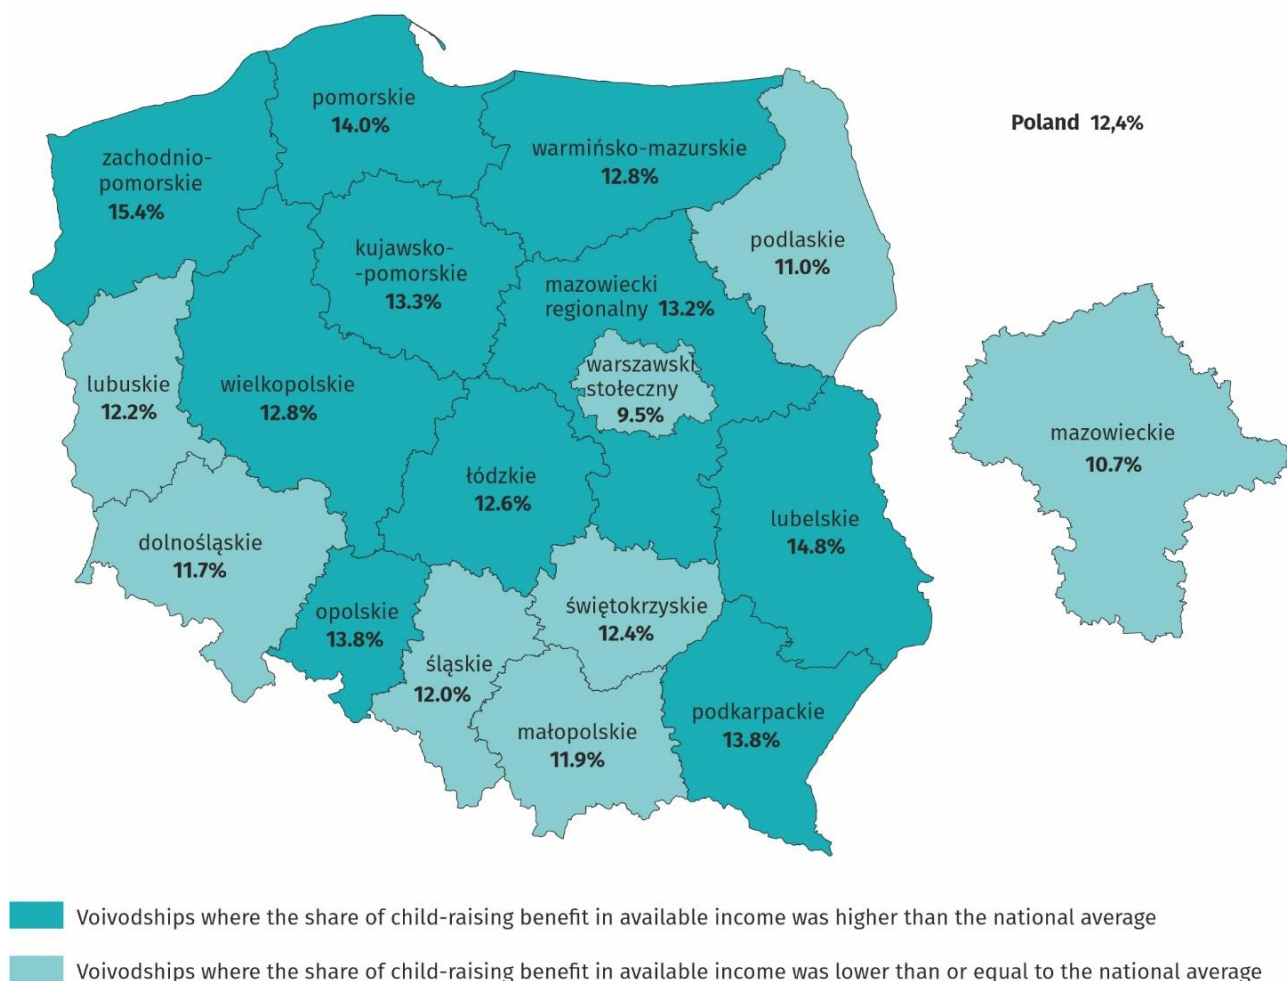 pomorskie
14.0%
Poland 12,4%
zachodnio-
pomorskie
15.4%
warmińsko-mazurskie
12.8%
podlaskie
11.0%
kujawsko-
-pomorskie
13.3%
mazowiecki
regionalny 13.2%
warszawski
stołeczny
9.5%
lubuskie
12.2%
wielkopolskie
12.8%
mazowieckie
10.7%
łódzkie
12.6%
lubelskie
14.8%
dolnośląskie
11.7%
opolskie
13.8%
świętokrzyskie
12.4%
śląskie
12.0%
małopolskie
11.9%
podkarpackie
13.8%
Voivodships where the share of child-raising benefit in available income was higher than the national average
Voivodships where the share of child-raising benefit in available income was lower than or equal to the national average